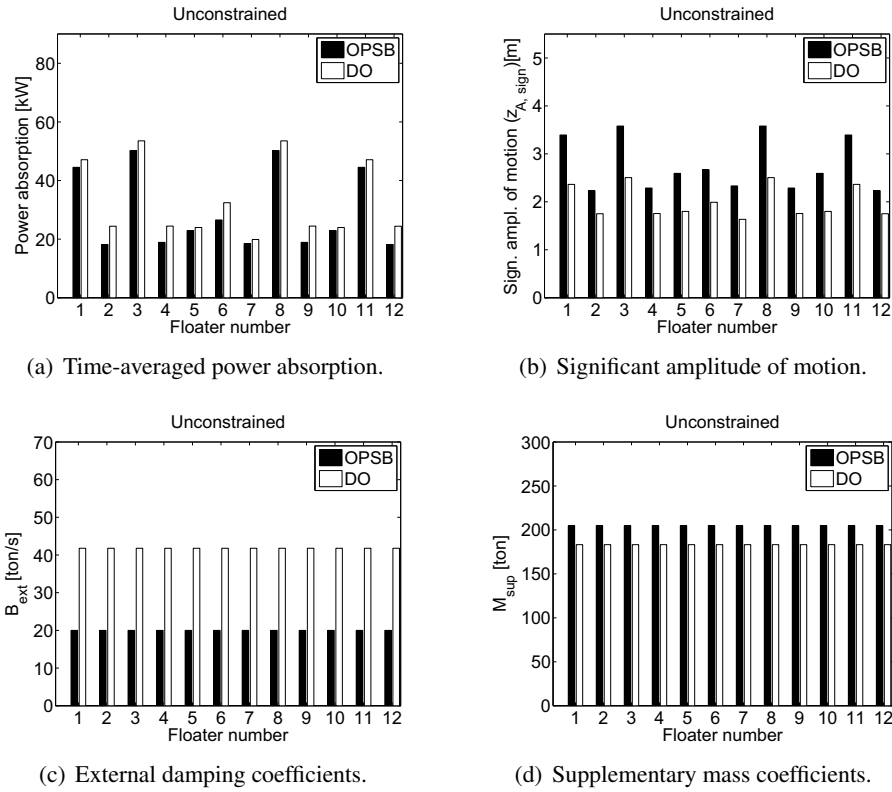 Unconstrained
OPSB
DO
Power absorption [kW]
80
60
40
20
0
1 2 3 4 5 6 7 8 9 10 11 12
Floater number
(a) Time-averaged power absorption.
Unconstrained
OPSB
DO
Sign. ampl. of motion (z_A, sign)[m]
5
4
3
2
1
0
1 2 3 4 5 6 7 8 9 10 11 12
Floater number
(b) Significant amplitude of motion.
Unconstrained
OPSB
DO
B_ext [ton/s]
70
60
50
40
30
20
10
0
1 2 3 4 5 6 7 8 9 10 11 12
Floater number
(c) External damping coefficients.
Unconstrained
OPSB
DO
M_sup [ton]
300
250
200
150
100
50
0
1 2 3 4 5 6 7 8 9 10 11 12
Floater number
(d) Supplementary mass coefficients.